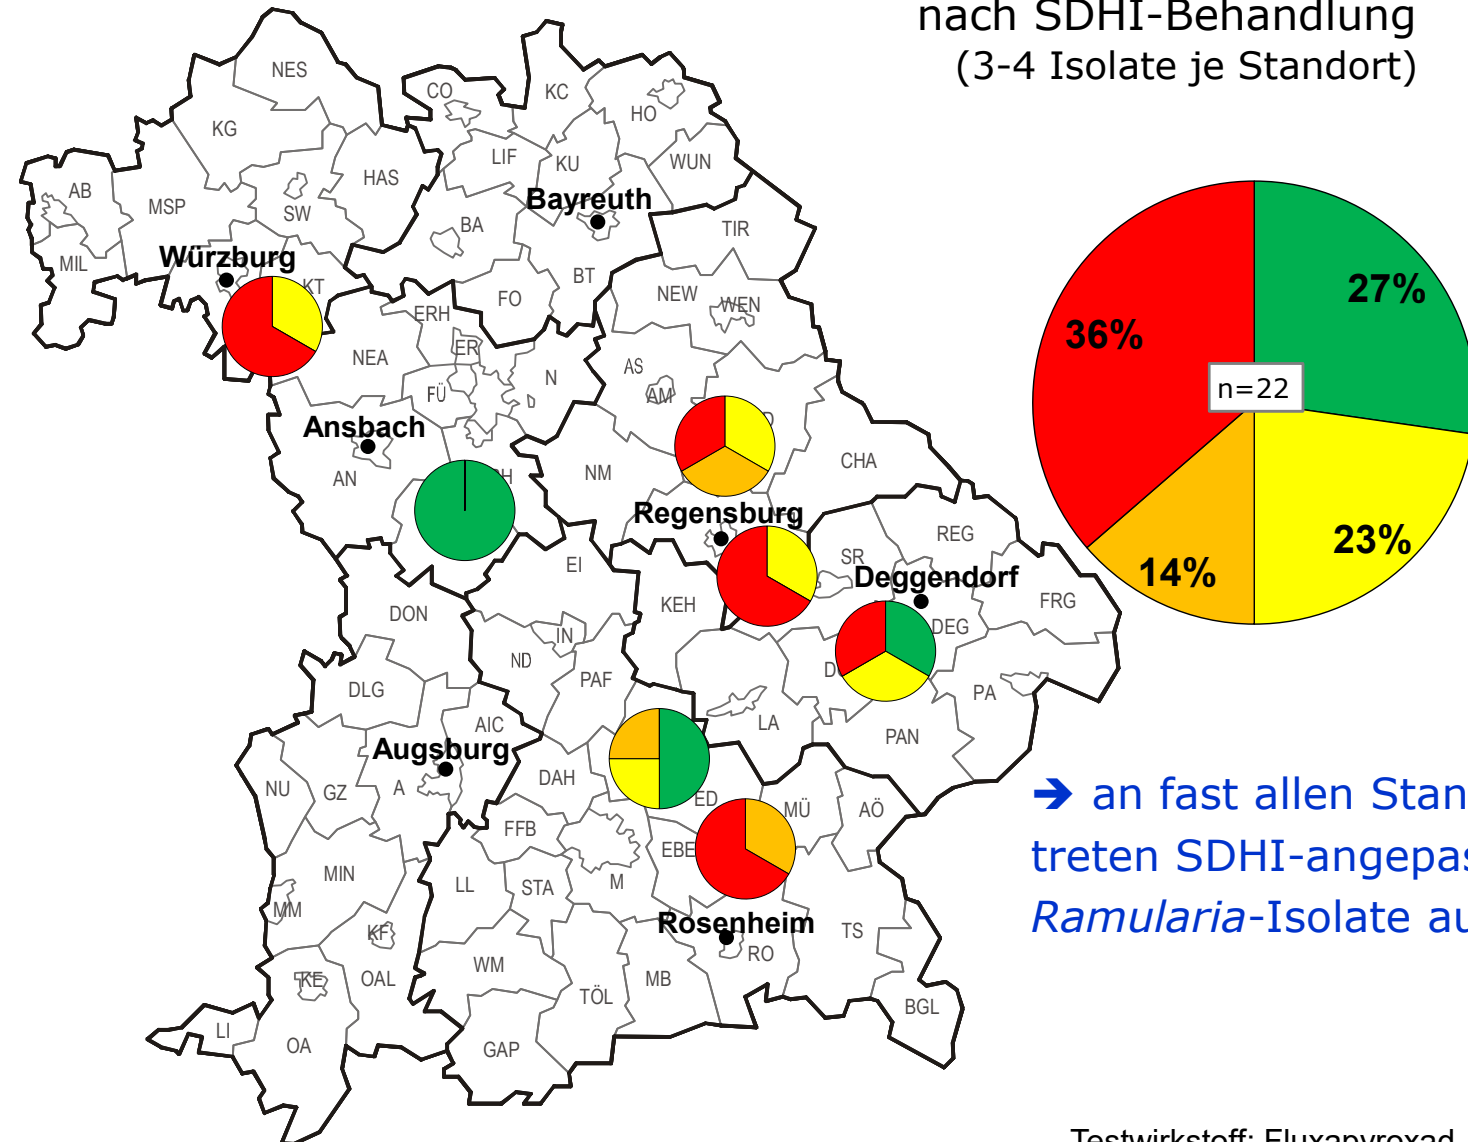 nach SDHI-Behandlung
(3-4 Isolate je Standort)
NES
CO
KC
HO
KG
LIF
KU
WUN
HAS
AB
MSP
SW
Bayreuth
BA
TIR
MIL
Würzburg
KT
BT
FO
NEW
WEN
ERH
ER
NEA
FÜ
N
AS
AM
Ansbach
AN
NM
CHA
Regensburg
REG
SR
Deggendorf
EI
KEH
FRG
DON
DEG
IN
ND
PAF
DLG
PA
AIC
LA
PAN
Augsburg
NU
GZ
A
DAH
ED
MÜ
AÖ
FFB
EBE
MIN
LL
STA
M
MM
KF
Rosenheim
TS
RO
WM
KE
OAL
TÖL
MB
BGL
LI
OA
GAP
27%
36%
n=22
23%
14%
➔ an fast allen
treten
Ramularia-Isolate
Testwirkstoff: Fluxapyroxad